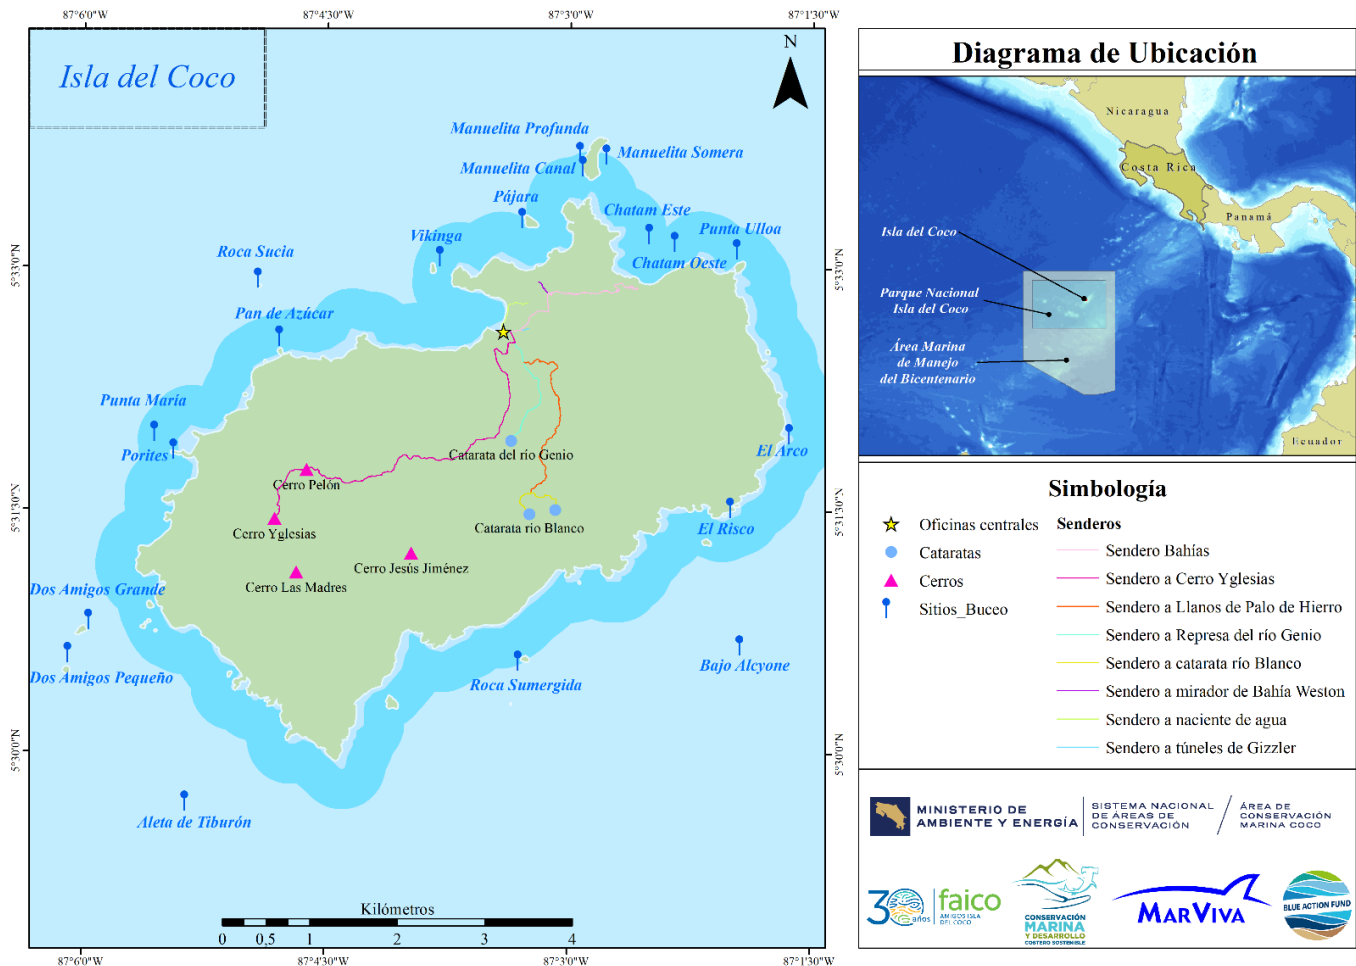 87°6'0"W
87°4'30"W
87°3'0"W
87°1'30"W
Isla del Coco
N
Manuelita Profunda
Manuelita Somera
Manuelita Canal
Pájara
Chatam Este
Vikinga
Punta Ulloa
Chatam Oeste
Roca Sucia
5°33'0"N
5°33'0"N
Pan de Azúcar
Punta María
Porites
Catarata del río Genio
El Arco
Cerro Pelón
5°31'30"N
5°31'30"N
Cerro Yglesias
Catarata río Blanco
El Risco
Cerro Jesús Jiménez
Cerro Las Madres
Dos Amigos Grande
Dos Amigos Pequeño
Roca Sumergida
Bajo Alcyone
5°30'0"N
5°30'0"N
Aleta de Tiburón
Kilómetros
0 0,5 1 2 3 4
87°6'0"W
87°4'30"W
87°3'0"W
87°1'30"W
Diagrama de Ubicación
Nicaragua
Costa Rica
Panamá
Isla del Coco
Parque Nacional
Isla del Coco
Área Marina
de Manejo
del Bicentenario
Ecuador
Simbología
Oficinas centrales
Cataratas
Cerros
Sitios_Buceo
Senderos
Sendero Bahías
Sendero a Cerro Yglesias
Sendero a Llanos de Palo de Hierro
Sendero a Represa del río Genio
Sendero a catarata río Blanco
Sendero a mirador de Bahía Weston
Sendero a naciente de agua
Sendero a túneles de Gizzler
MINISTERIO DE
AMBIENTE Y ENERGÍA
SISTEMA NACIONAL
DE ÁREAS DE
CONSERVACIÓN
ÁREA DE
CONSERVACIÓN
MARINA COCO
30
años
faico
AMIGOS ISLA
DEL COCO
CONSERVACIÓN
MARINA
Y DESARROLLO
COSTERO SOSTENIBLE
MARVIVA
BLUE ACTION FUND